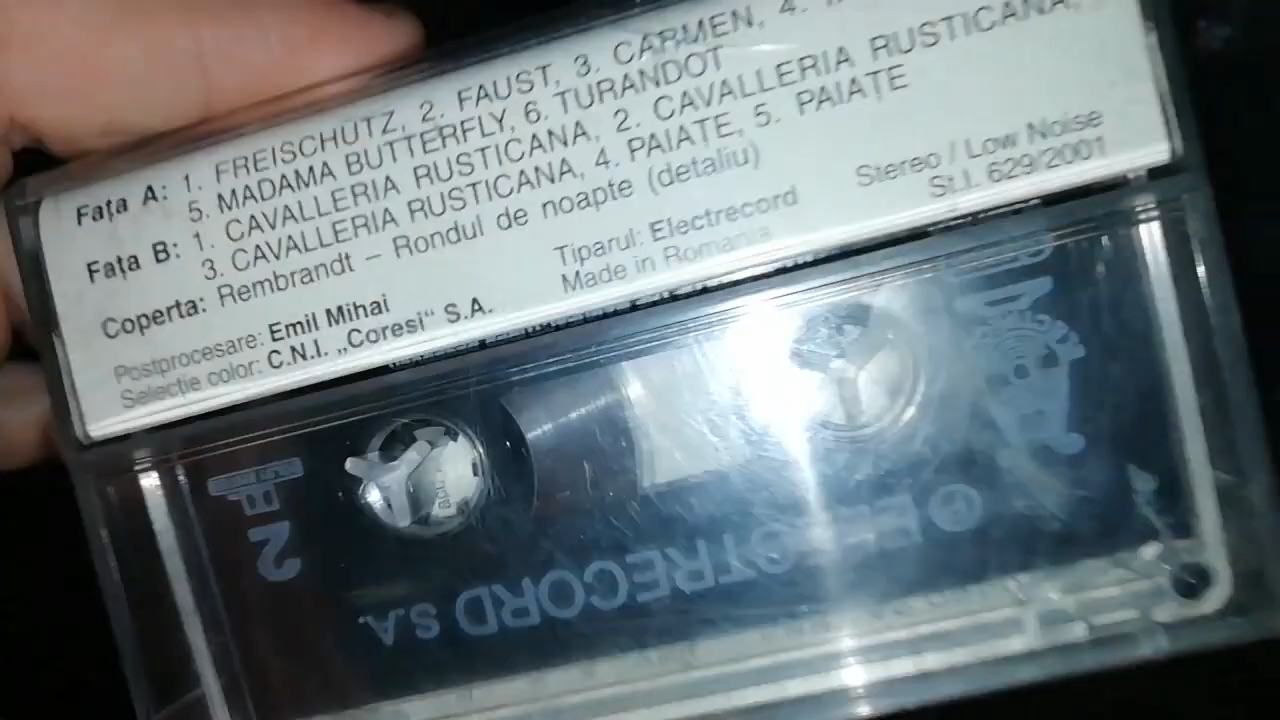 Fața A: 1. FREISCHÜTZ, 2. FAUST, 3. CARMEN, 4.
5. MADAMA BUTTERFLY, 6. TURANDOT
Fața B: 1. CAVALLERIA RUSTICANA, 2. CAVALLERIA RUSTICANA,
3. CAVALLERIA RUSTICANA, 4. PAIAȚE, 5. PAIAȚE
Coperta: Rembrandt – Rondul de noapte (detaliu)
Postprocesare: Emil Mihai
Selecție color: C.N.I. „Coresi“ S.A.
Tiparul: Electrecord
Made in Romania
Stereo / Low Noise
St.I. 629/2001
ELECTRECORD S.A.
2